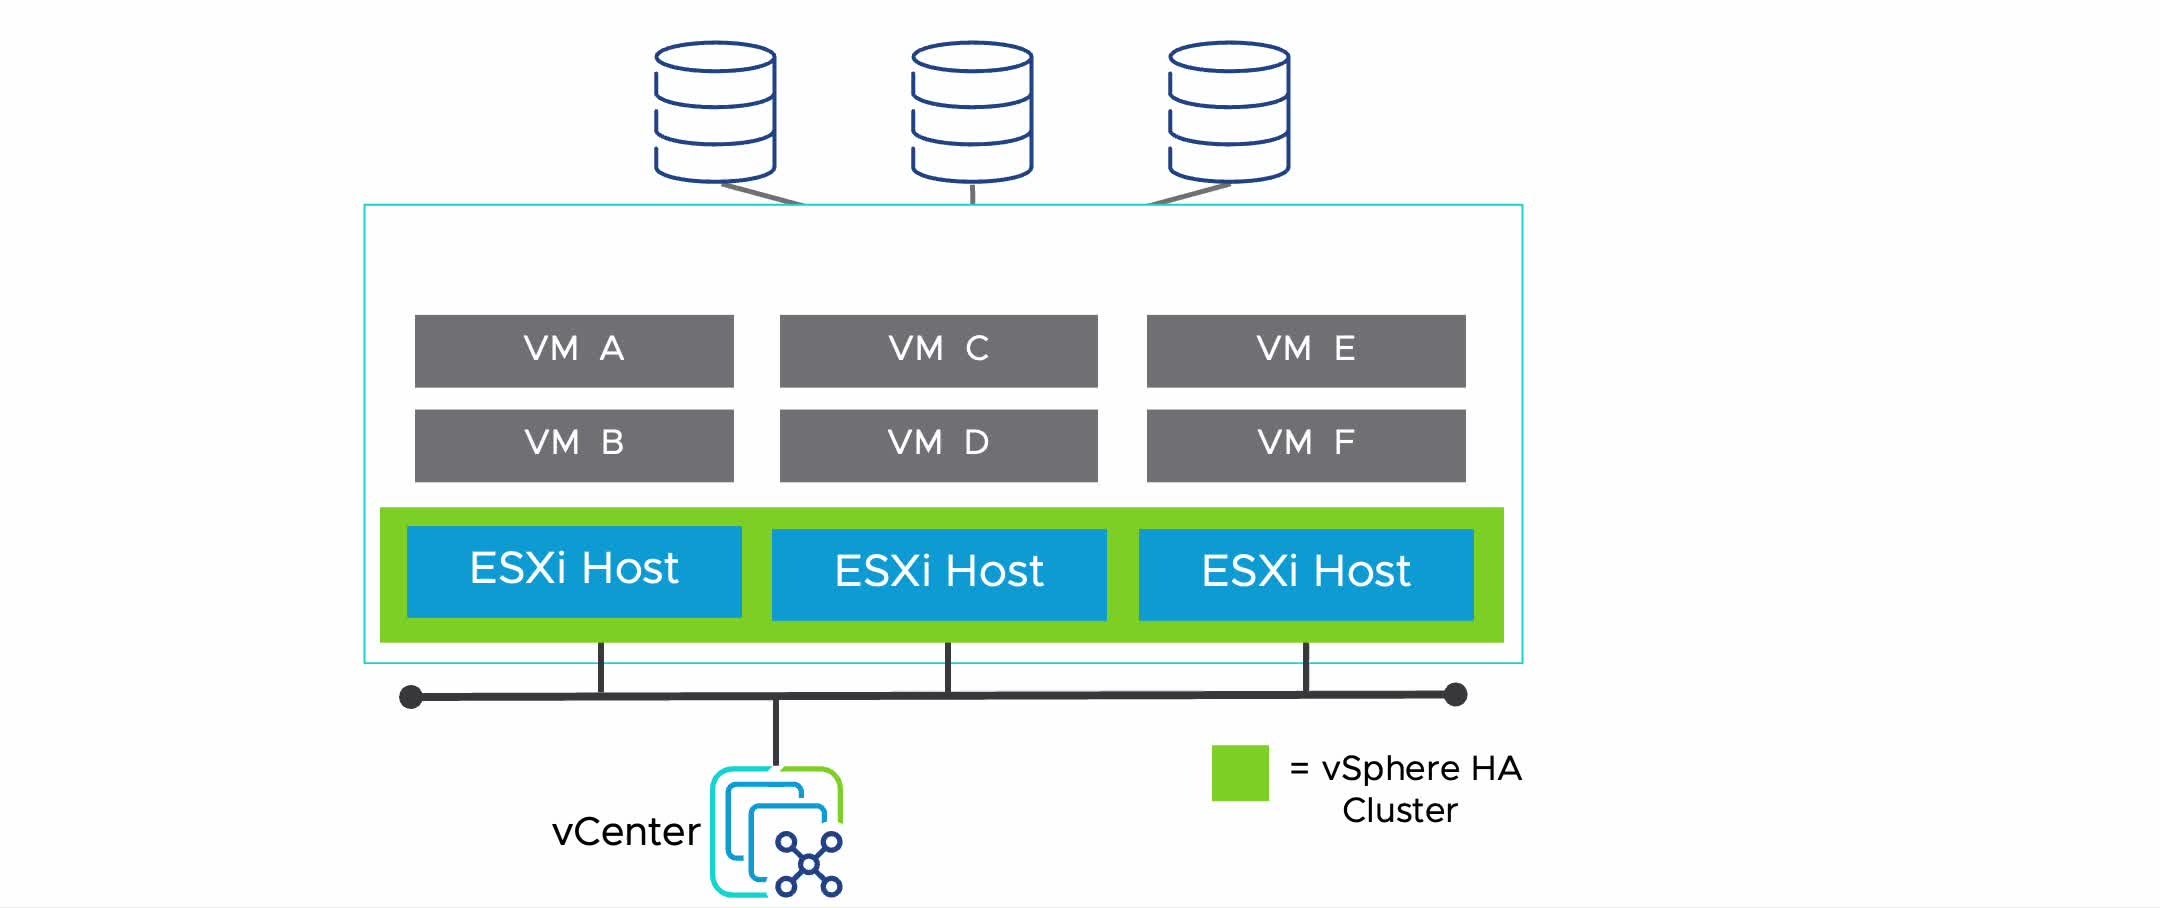 VM A
VM C
VM E
VM B
VM D
VM F
ESXi Host
ESXi Host
ESXi Host
vCenter
= vSphere HA
Cluster